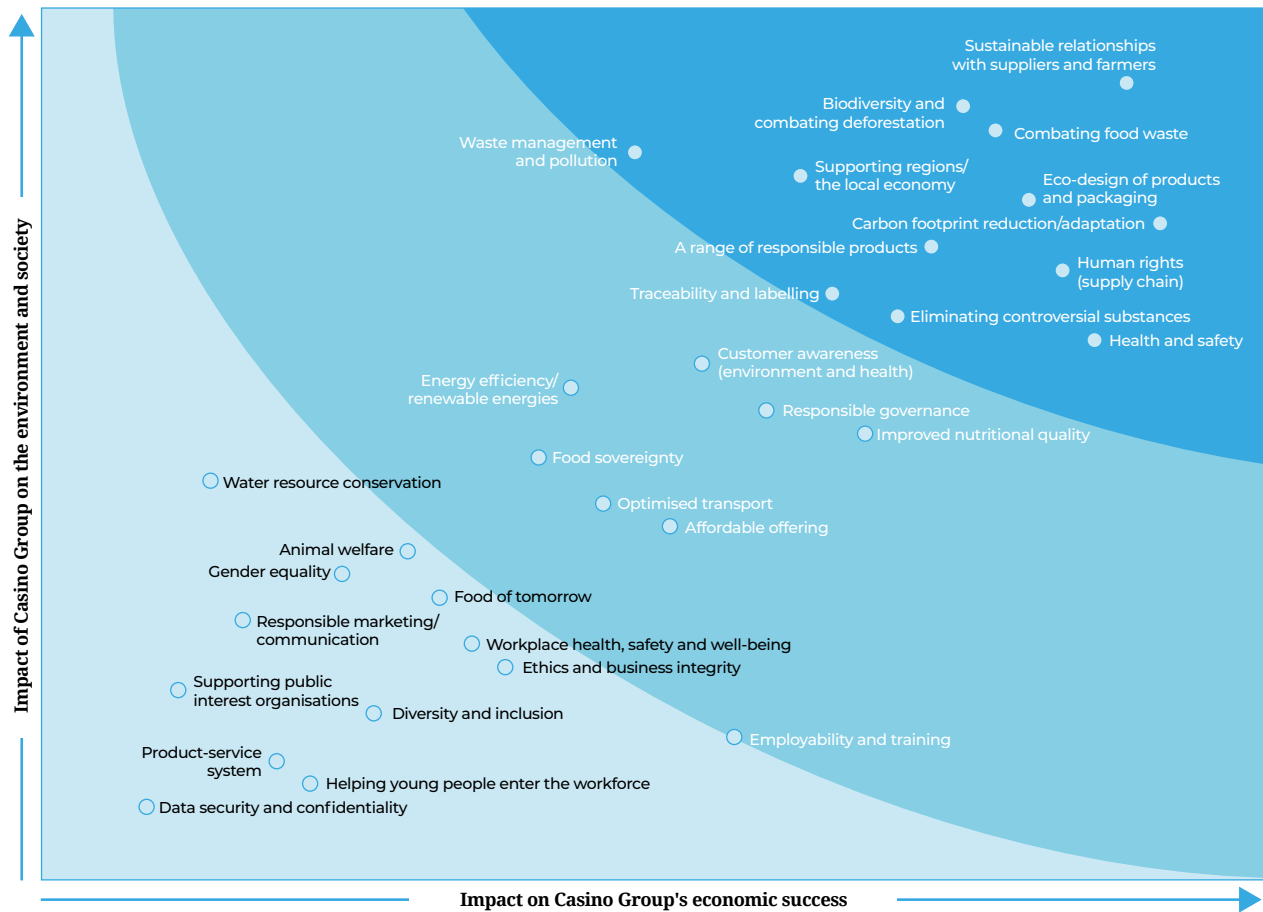 Sustainable relationships
with suppliers and farmers
Biodiversity and
combating deforestation
Combating food waste
Waste management
and pollution
Supporting regions/
the local economy
Eco-design of products
and packaging
Carbon footprint reduction/adaptation
A range of responsible products
Human rights
(supply chain)
Traceability and labelling
Eliminating controversial substances
Health and safety
Customer awareness
(environment and health)
Energy efficiency/
renewable energies
Responsible governance
Improved nutritional quality
Food sovereignty
Water resource conservation
Optimised transport
Affordable offering
Animal welfare
Gender equality
Food of tomorrow
Responsible marketing/
communication
Workplace health, safety and well-being
Ethics and business integrity
Supporting public
interest organisations
Diversity and inclusion
Employability and training
Product-service
system
Helping young people enter the workforce
Data security and confidentiality
Impact of Casino Group on the environment and society
Impact on Casino Group's economic success